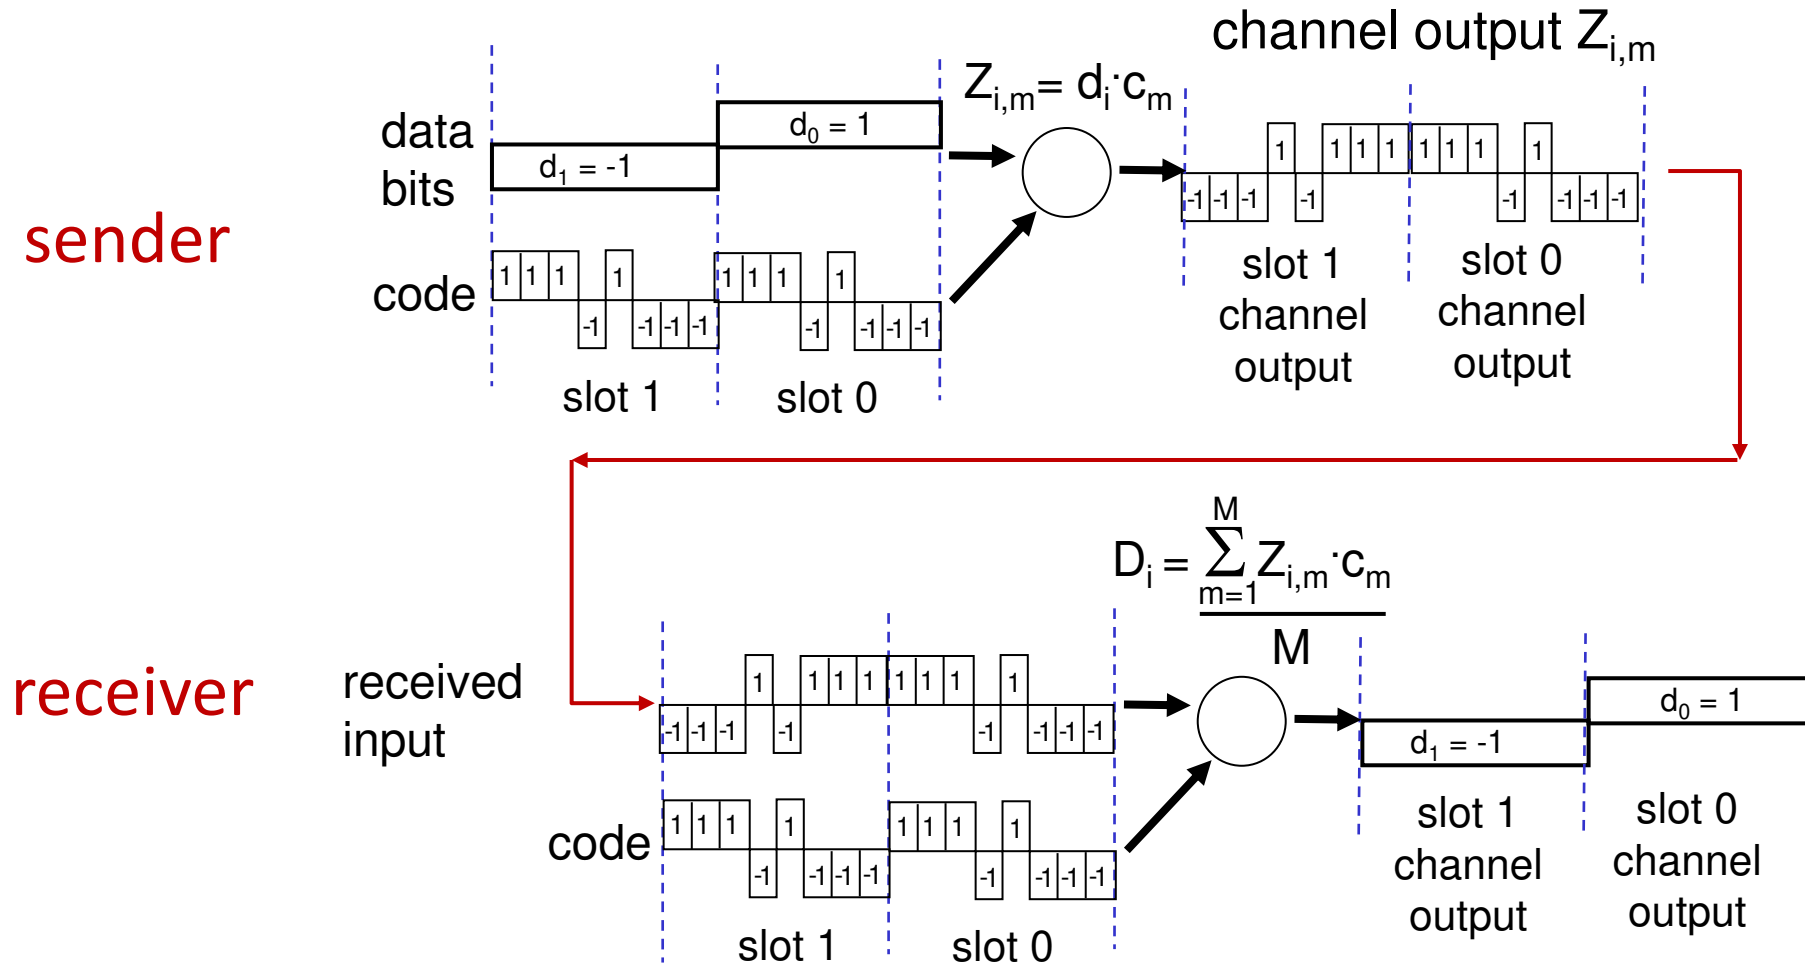 channel output Z_{i,m}
Z_{i,m} = d_i · c_m
data bits
d_0 = 1
d_1 = -1
1 1 1 1
-1 -1 -1 -1
1 1 1 1
-1 -1 -1 -1
code
slot 1
slot 0
sender
1 1 1 1 1 1 1 1
-1 -1 -1 -1 -1 -1 -1 -1
slot 1
channel
output
slot 0
channel
output
D_i = \frac{\sum_{m=1}^{M} Z_{i,m} · c_m}{M}
receiver
received
input
1 1 1 1 1 1 1 1
-1 -1 -1 -1 -1 -1 -1 -1
code
1 1 1 1
-1 -1 -1 -1
1 1 1 1
-1 -1 -1 -1
slot 1
slot 0
d_0 = 1
d_1 = -1
slot 1
channel
output
slot 0
channel
output